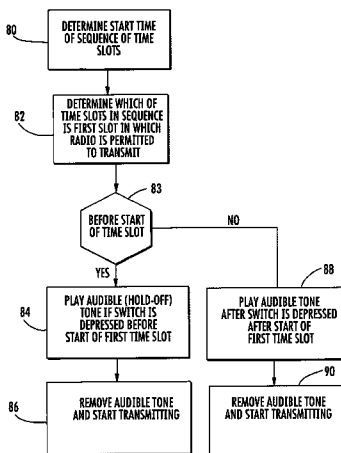 80
DETERMINE START TIME
OF SEQUENCE OF TIME
SLOTS
82
DETERMINE WHICH OF
TIME SLOTS IN SEQUENCE
IS FIRST SLOT IN WHICH
RADIO IS PERMITTED
TO TRANSMIT
83
BEFORE START
OF TIME SLOT
NO
YES
84
PLAY AUDIBLE (HOLD-OFF)
TONE IF SWITCH IS
DEPRESSED BEFORE
START OF FIRST TIME SLOT
88
PLAY AUDIBLE TONE
AFTER SWITCH IS DEPRESSED
AFTER START OF
FIRST TIME SLOT
86
REMOVE AUDIBLE TONE
AND START TRANSMITTING
90
REMOVE AUDIBLE TONE
AND START TRANSMITTING